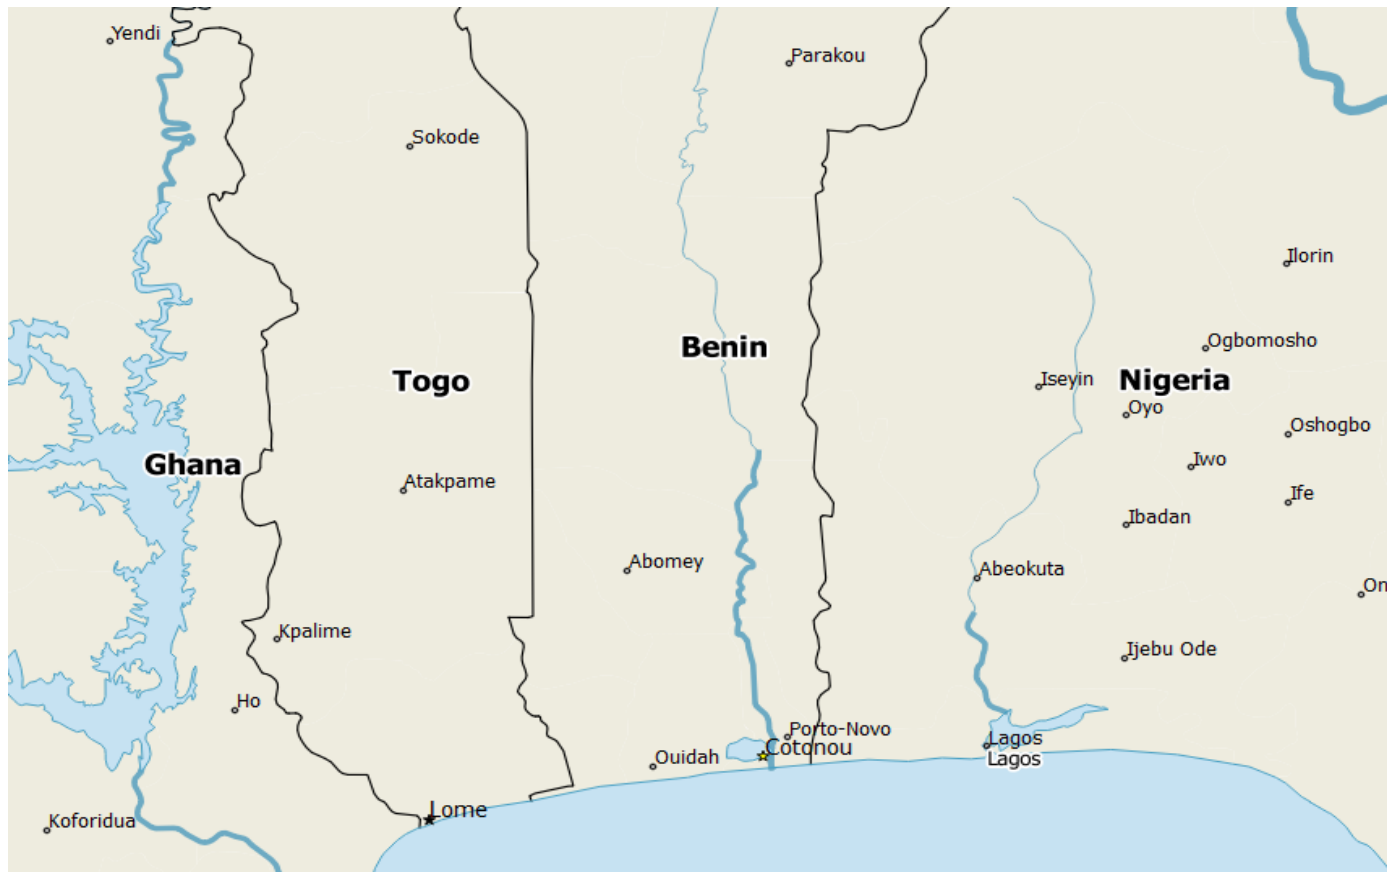 Yendi
Parakou
Sokode
Ilorin
Ogbomosho
Benin
Togo
Iseyin
Nigeria
Oyo
Oshogbo
Ghana
Iwo
Atakpame
Ife
Ibadan
Abomey
Abeokuta
On
Kpalime
Ijebu Ode
Ho
Porto-Novo
Cotonou
Lagos
Ouidah
Lagos
Lome
Koforidua